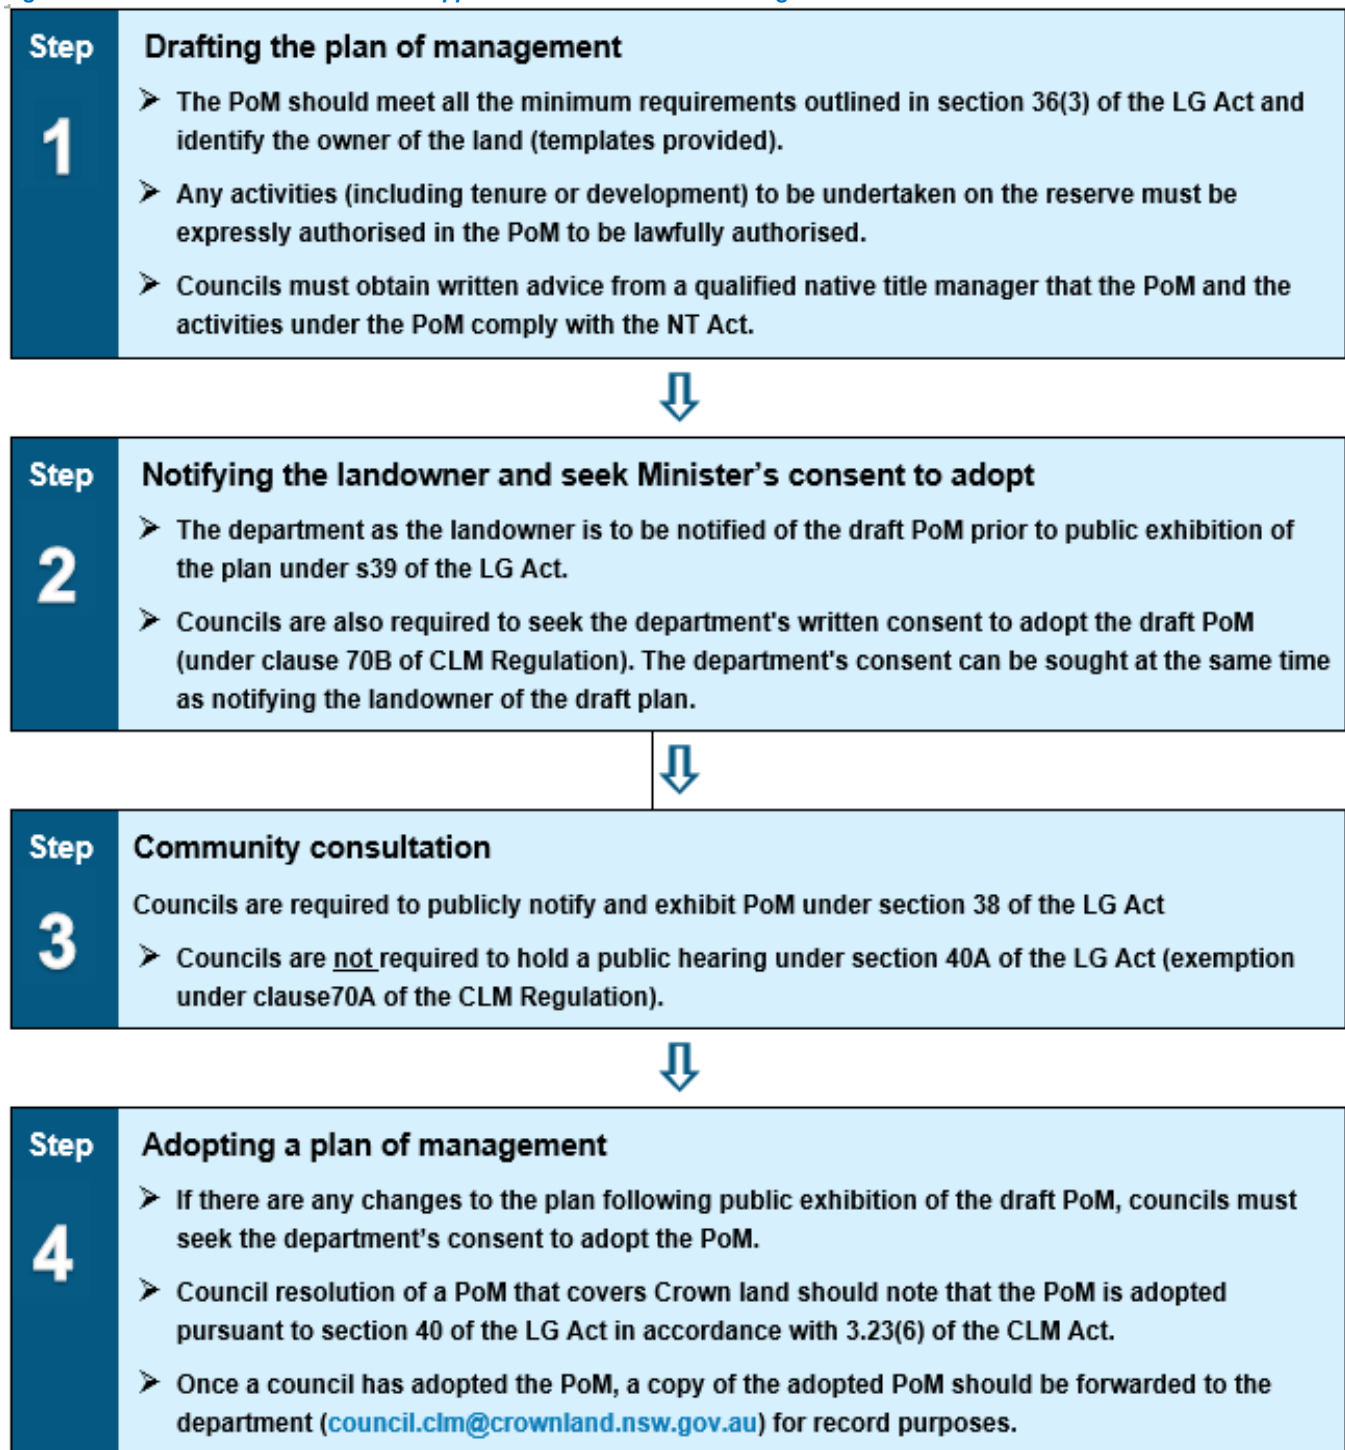 Step
Drafting the plan of management
1
➢ The PoM should meet all the minimum requirements outlined in section 36(3) of the LG Act and
identify the owner of the land (templates provided).
➢ Any activities (including tenure or development) to be undertaken on the reserve must be
expressly authorised in the PoM to be lawfully authorised.
➢ Councils must obtain written advice from a qualified native title manager that the PoM and the
activities under the PoM comply with the NT Act.
Step
Notifying the landowner and seek Minister's consent to adopt
2
➢ The department as the landowner is to be notified of the draft PoM prior to public exhibition of
the plan under s39 of the LG Act.
➢ Councils are also required to seek the department's written consent to adopt the draft PoM
(under clause 70B of CLM Regulation). The department's consent can be sought at the same time
as notifying the landowner of the draft plan.
Step
Community consultation
3
Councils are required to publicly notify and exhibit PoM under section 38 of the LG Act
➢ Councils are not required to hold a public hearing under section 40A of the LG Act (exemption
under clause70A of the CLM Regulation).
Step
Adopting a plan of management
4
➢ If there are any changes to the plan following public exhibition of the draft PoM, councils must
seek the department’s consent to adopt the PoM.
➢ Council resolution of a PoM that covers Crown land should note that the PoM is adopted
pursuant to section 40 of the LG Act in accordance with 3.23(6) of the CLM Act.
➢ Once a council has adopted the PoM, a copy of the adopted PoM should be forwarded to the
department (council.clm@crownland.nsw.gov.au) for record purposes.